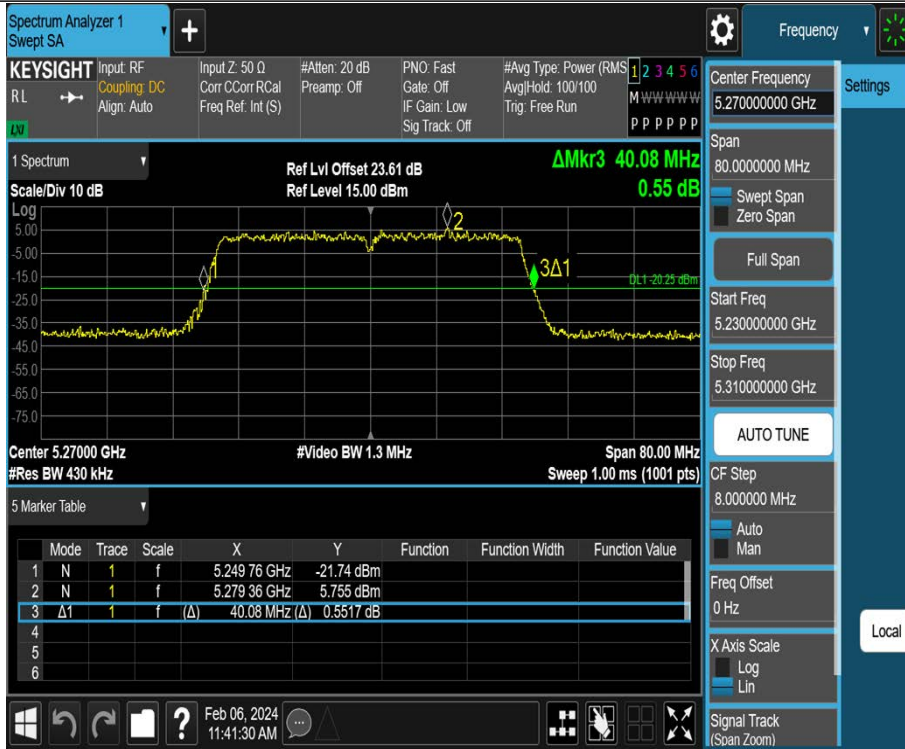 Spectrum Analyzer 1
Swept SA
+
Frequency
KEYSIGHT
RL
LXI
Input: RF
Coupling: DC
Align: Auto
Input Z: 50 Ω
Corr CCorr RCal
Freq Ref: Int (S)
#Atten: 20 dB
Preamp: Off
PNO: Fast
Gate: Off
IF Gain: Low
Sig Track: Off
#Avg Type: Power (RMS
Avg|Hold: 100/100
Trig: Free Run
1 2 3 4 5 6
M W W W W W
P P P P P P
1 Spectrum
Scale/Div 10 dB
Ref Lvl Offset 23.61 dB
Ref Level 15.00 dBm
ΔMkr3 40.08 MHz
0.55 dB
Log
5.00
-5.00
-15.0
-25.0
-35.0
-45.0
-55.0
-65.0
-75.0
1
2
3Δ1
DL1 -20.25 dBm
Center 5.27000 GHz
#Res BW 430 kHz
#Video BW 1.3 MHz
Span 80.00 MHz
Sweep 1.00 ms (1001 pts)
5 Marker Table
Mode Trace Scale X Y Function Function Width Function Value
1 N 1 f 5.249 76 GHz -21.74 dBm
2 N 1 f 5.279 36 GHz 5.755 dBm
3 Δ1 1 f (Δ) 40.08 MHz (Δ) 0.5517 dB
4
5
6
?
Feb 06, 2024
11:41:30 AM
Center Frequency
5.270000000 GHz
Span
80.0000000 MHz
Swept Span
Zero Span
Full Span
Start Freq
5.230000000 GHz
Stop Freq
5.310000000 GHz
AUTO TUNE
CF Step
8.000000 MHz
Auto
Man
Freq Offset
0 Hz
X Axis Scale
Log
Lin
Signal Track
(Span Zoom)
Settings
Local